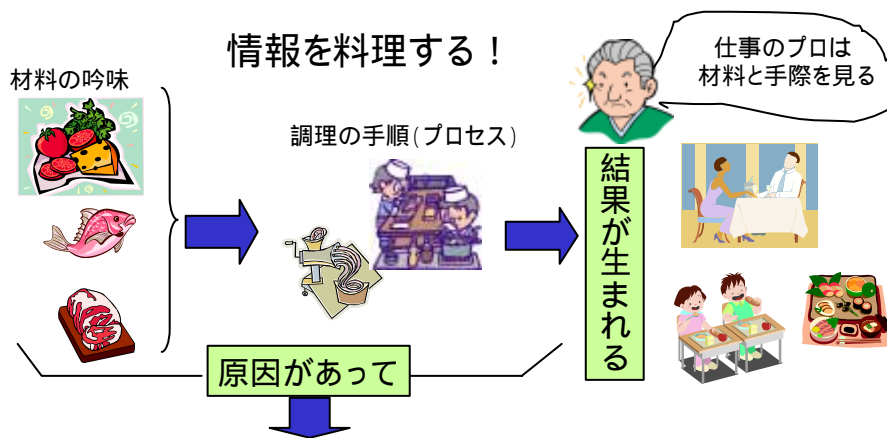 情報を料理する！
仕事のプロは
材料と手際を見る
材料の吟味
調理の手順(プロセス)
結果が生まれる
原因があって